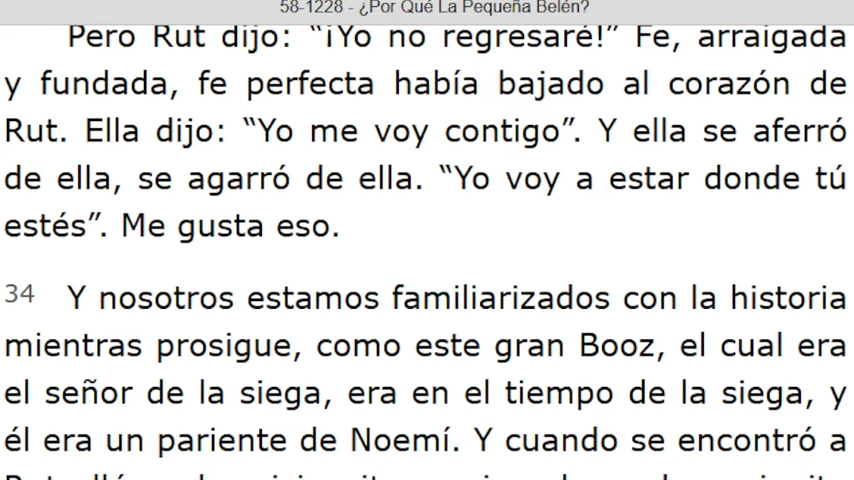 58-1228 - ¿Por Qué La Pequeña Belén?
Pero Rut dijo: “¡Yo no regresaré!” Fe, arraigada
y fundada, fe perfecta había bajado al corazón de
Rut. Ella dijo: “Yo me voy contigo”. Y ella se aferró
de ella, se agarró de ella. “Yo voy a estar donde tú
estés”. Me gusta eso.
34 Y nosotros estamos familiarizados con la historia
mientras prosigue, como este gran Booz, el cual era
el señor de la siega, era en el tiempo de la siega, y
él era un pariente de Noemí. Y cuando se encontró a